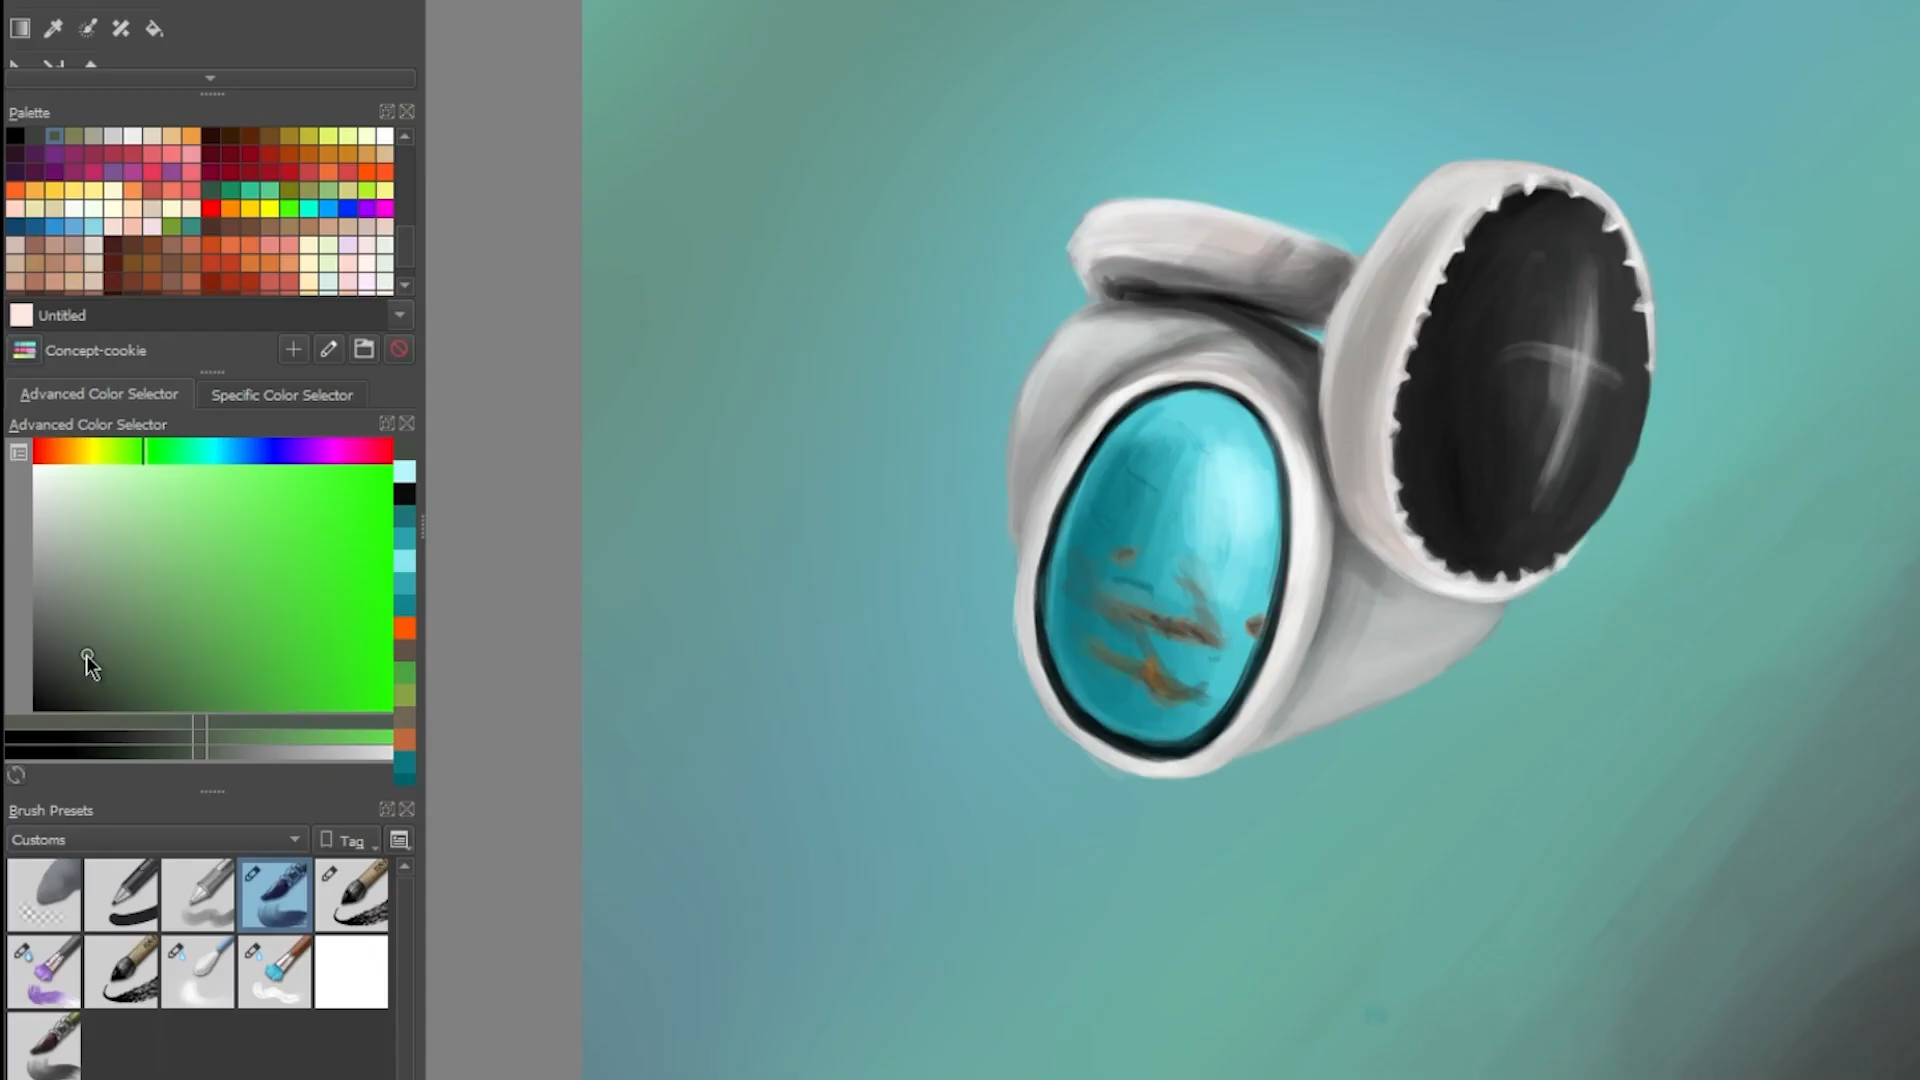 Palette
Untitled
Concept-cookie
Advanced Color Selector
Specific Color Selector
Advanced Color Selector
Brush Presets
Customs
Tag